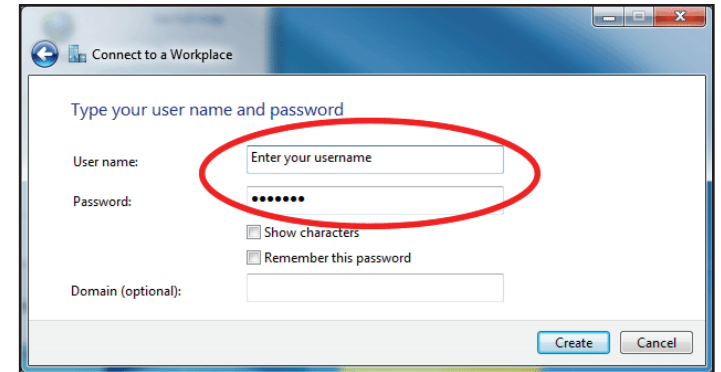 Connect to a Workplace
Type your user name and password
User name:
Enter your username
Password:
•••••••
Show characters
Remember this password
Domain (optional):
Create
Cancel